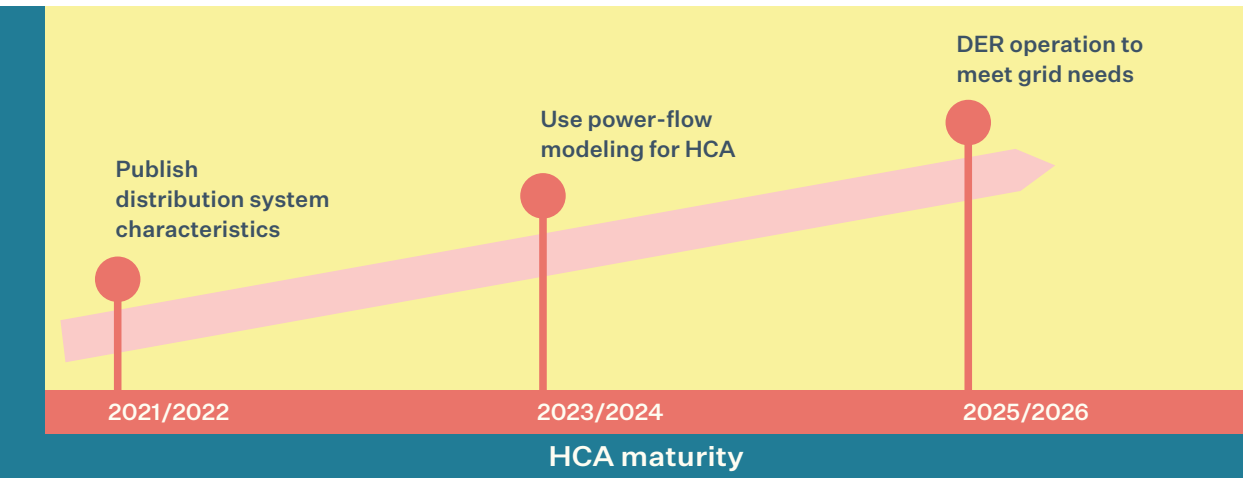 Publish
distribution system
characteristics
Use power-flow
modeling for HCA
DER operation to
meet grid needs
2021/2022
2023/2024
2025/2026
HCA maturity